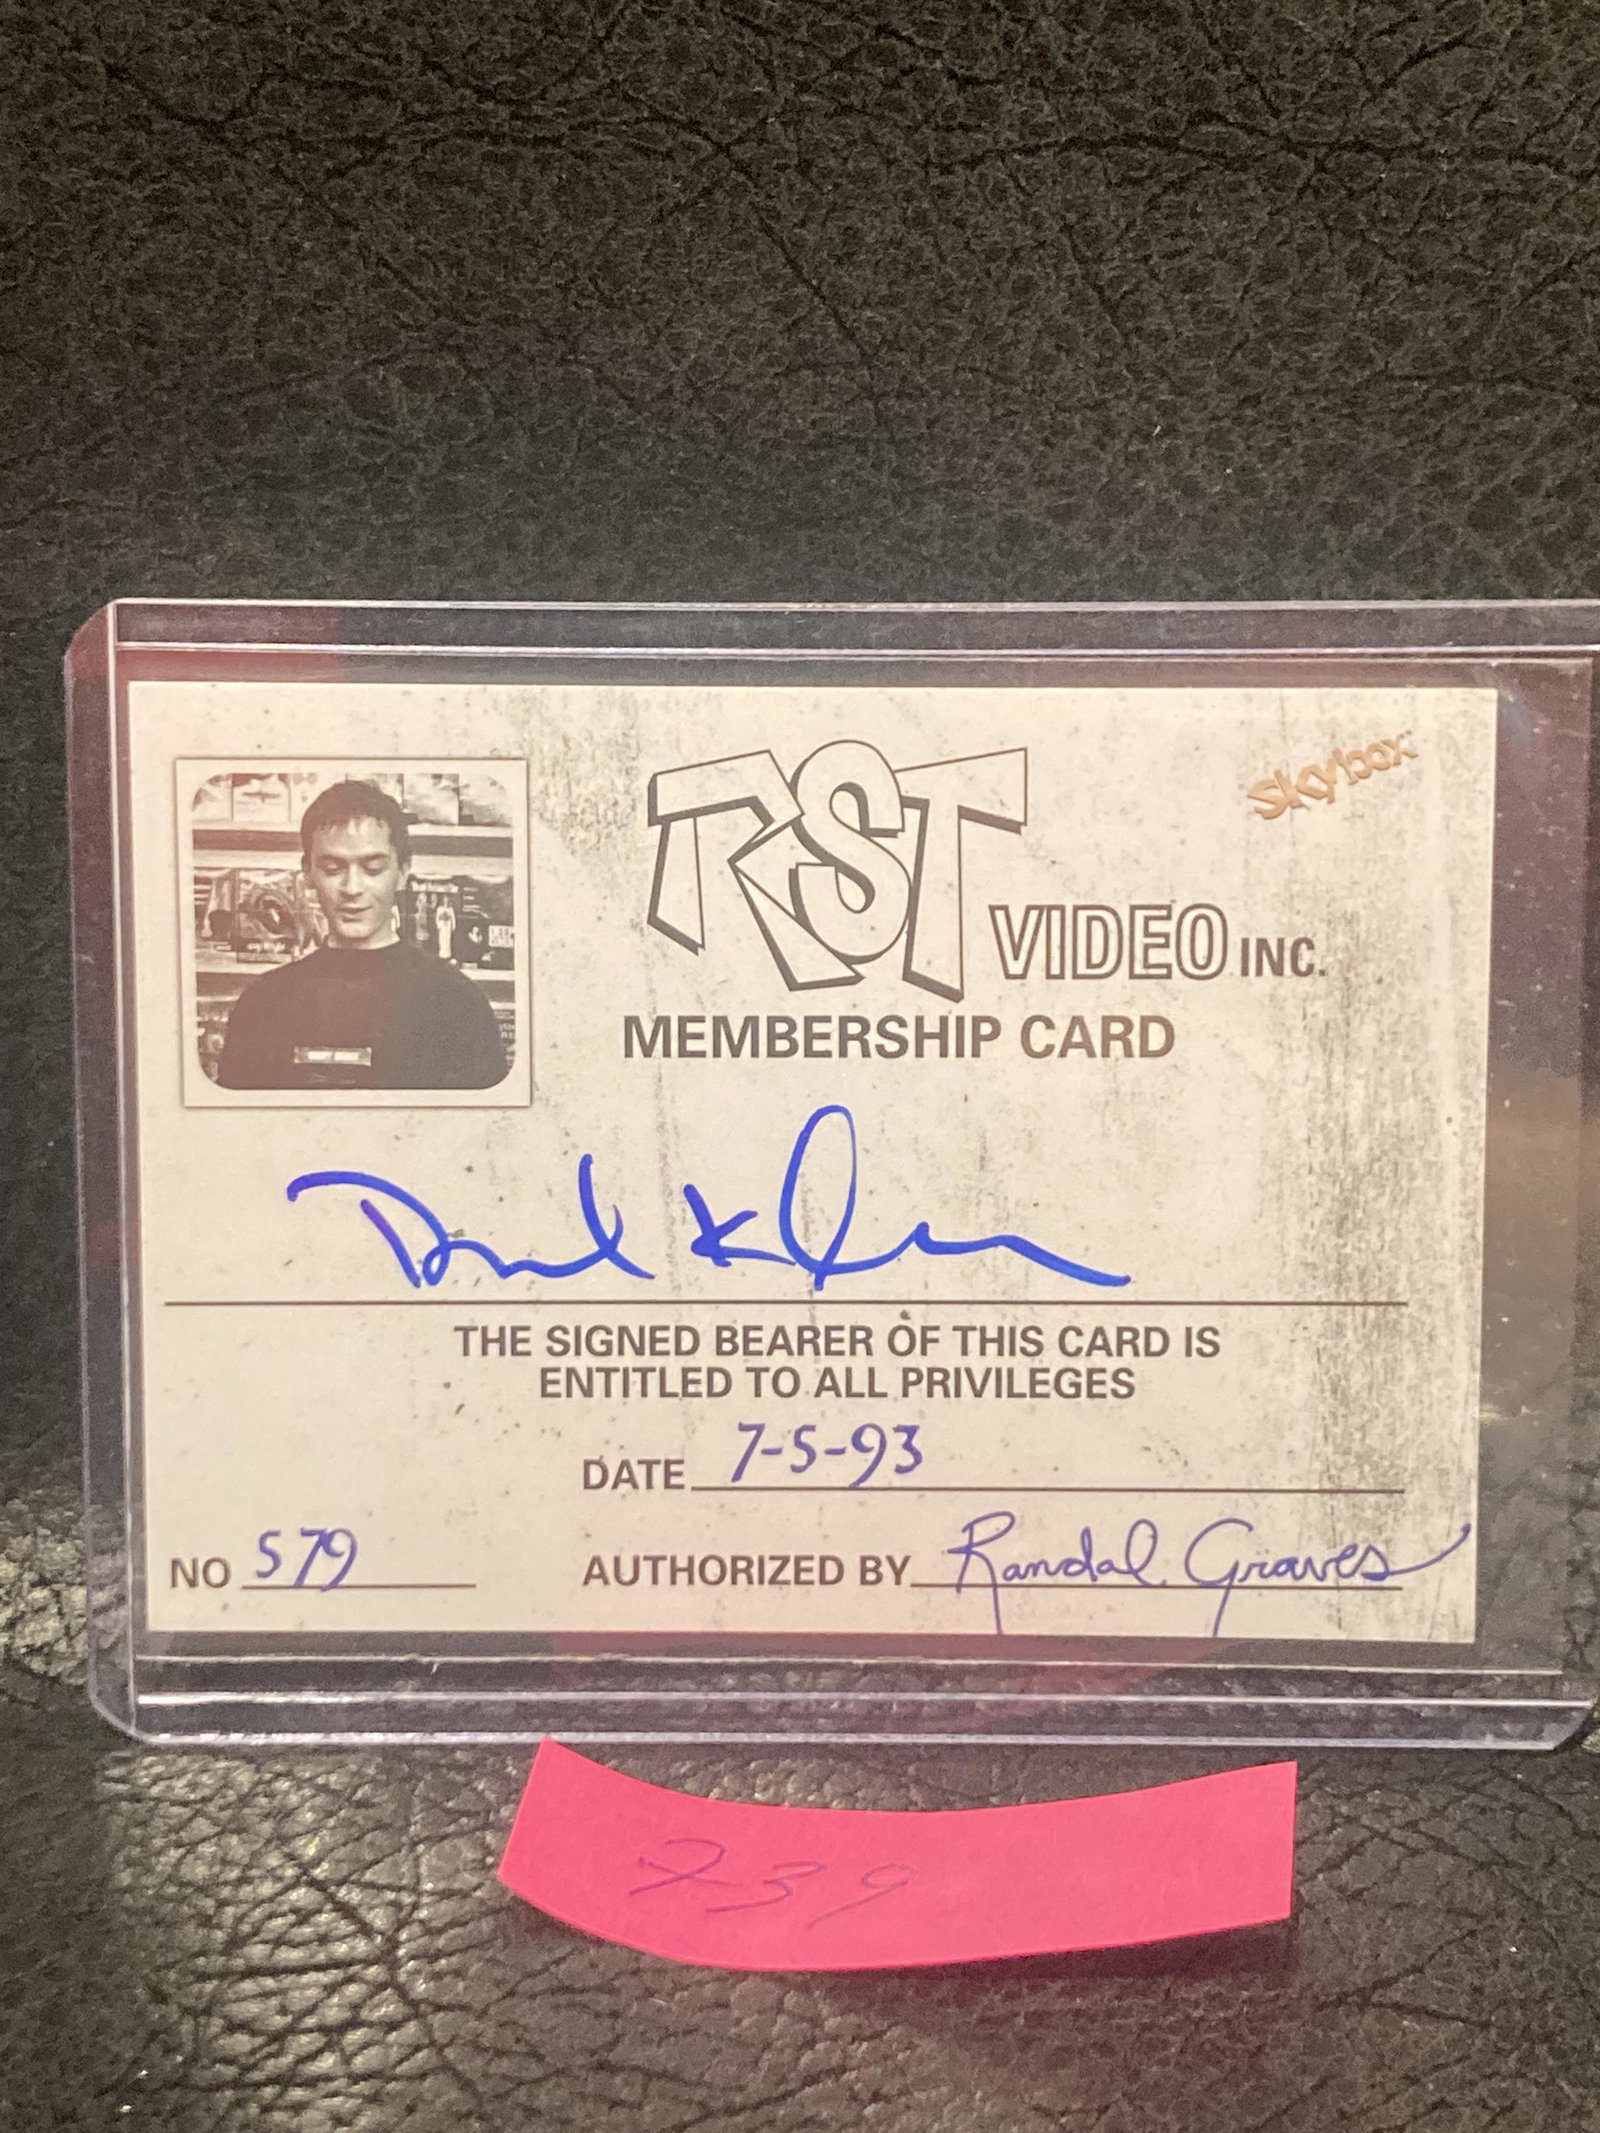 Skybox
RST VIDEO INC.
MEMBERSHIP CARD
THE SIGNED BEARER OF THIS CARD IS
ENTITLED TO ALL PRIVILEGES
DATE 7-5-93
NO 579 AUTHORIZED BY Randal Graves
239